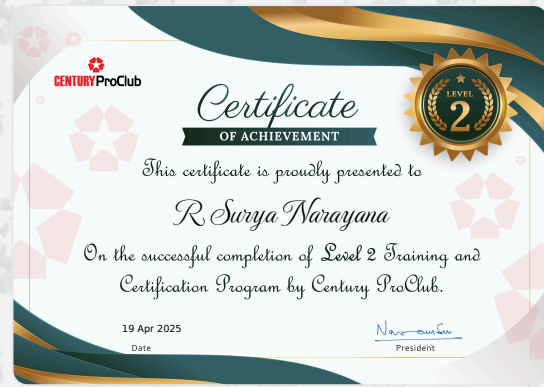 CENTURY ProClub
Certificate
OF ACHIEVEMENT
LEVEL
2
This certificate is proudly presented to
R Surya Narayana
On the successful completion of Level 2 Training and
Certification Program by Century ProClub.
19 Apr 2025
Date
President